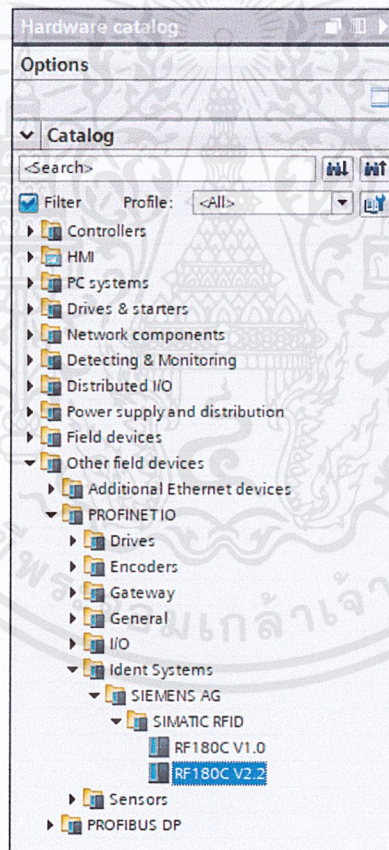 Hardware catalog
Options
Catalog
<Search>
Filter Profile: <All>
Controllers
HMI
PC systems
Drives & starters
Network components
Detecting & Monitoring
Distributed I/O
Power supply and distribution
Field devices
Other field devices
Additional Ethernet devices
PROFINET IO
Drives
Encoders
Gateway
General
I/O
Ident Systems
SIEMENS AG
SIMATIC RFID
RF180C V1.0
RF180C V2.2
Sensors
PROFIBUS DP